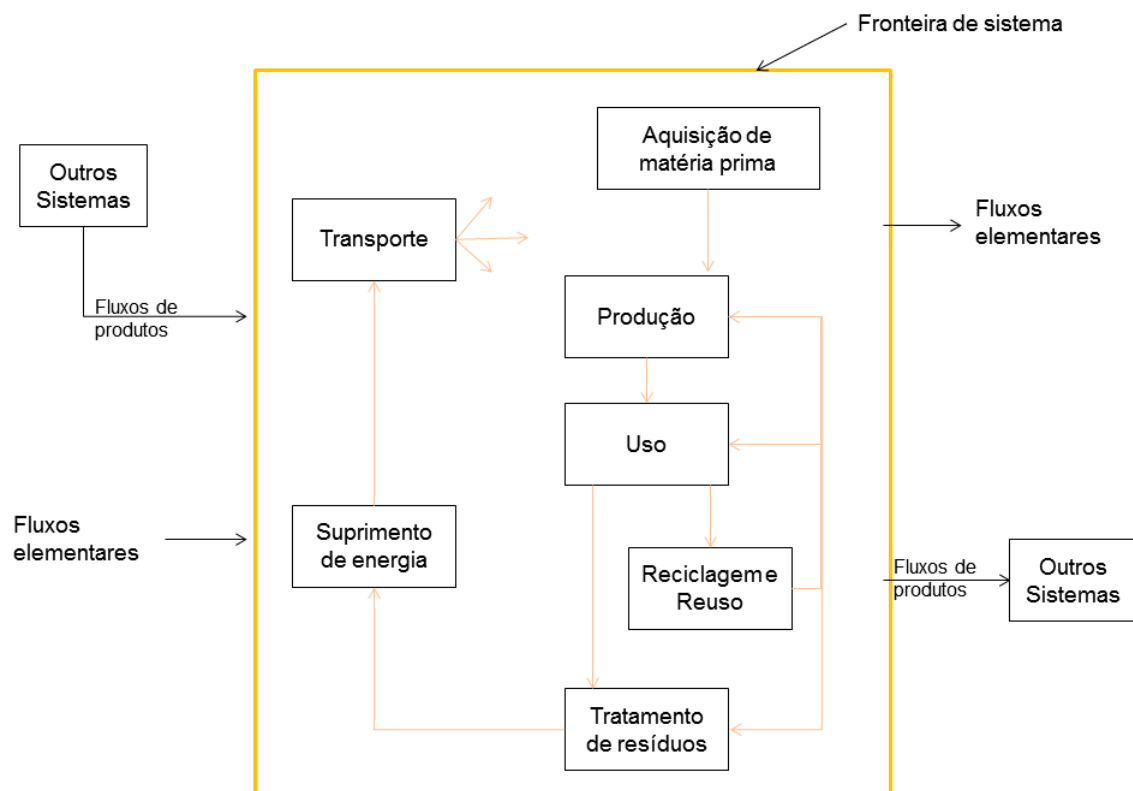 Fronteira de sistema
Aquisição de
matéria prima
Outros
Sistemas
Transporte
Fluxos
elementares
Fluxos de
produtos
Produção
Uso
Fluxos
elementares
Suprimento
de energia
Reciclagem e
Reuso
Fluxos de
produtos
Outros
Sistemas
Tratamento
de resíduos